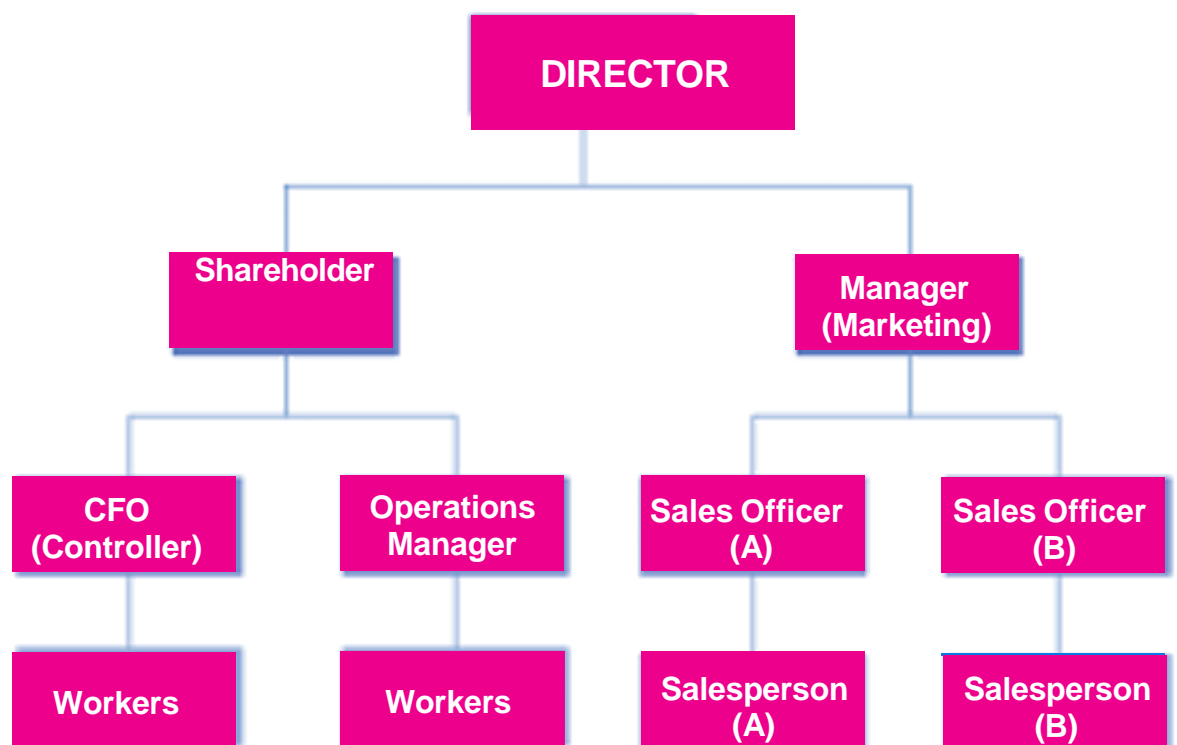 DIRECTOR
Shareholder
Manager
(Marketing)
CFO
(Controller)
Operations
Manager
Sales Officer
(A)
Sales Officer
(B)
Workers
Workers
Salesperson
(A)
Salesperson
(B)